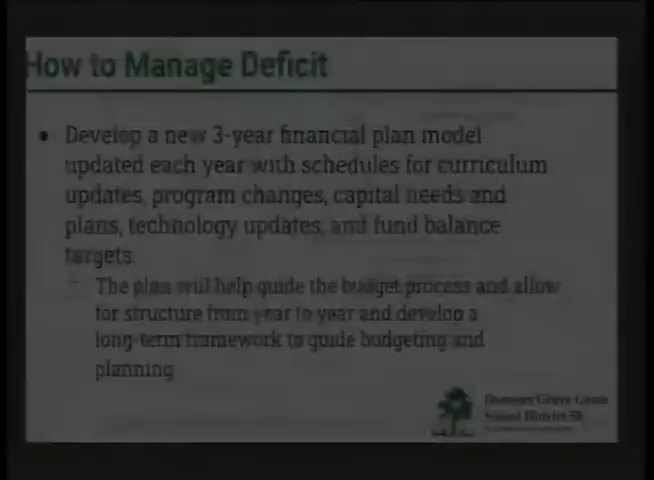 How to Manage Deficit
• Develop a new 3-year financial plan model
updated each year with schedules for curriculum
updates, program changes, capital needs and
plans, technology updates, and fund balance
targets
The plan will help guide the budget process and allow
for structure from year to year and develop a
long-term framework to guide budgeting and
planning
Downers Grove Grade
School District 58